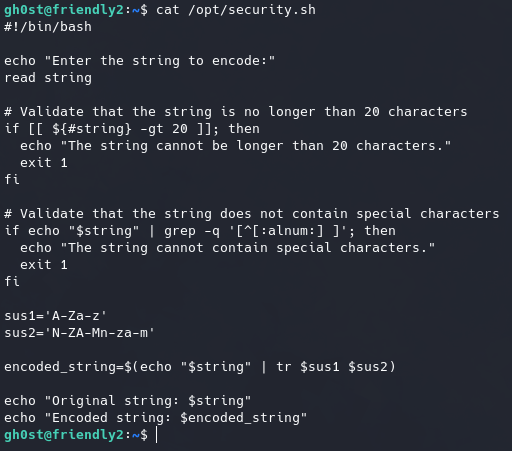 gh0st@friendly2:~$ cat /opt/security.sh
#!/bin/bash

echo "Enter the string to encode:"
read string

# Validate that the string is no longer than 20 characters
if [[ ${#string} -gt 20 ]]; then
  echo "The string cannot be longer than 20 characters."
  exit 1
fi

# Validate that the string does not contain special characters
if echo "$string" | grep -q '[^[:alnum:] ]'; then
  echo "The string cannot contain special characters."
  exit 1
fi

sus1='A-Za-z'
sus2='N-ZA-Mn-za-m'

encoded_string=$(echo "$string" | tr $sus1 $sus2)

echo "Original string: $string"
echo "Encoded string: $encoded_string"
gh0st@friendly2:~$